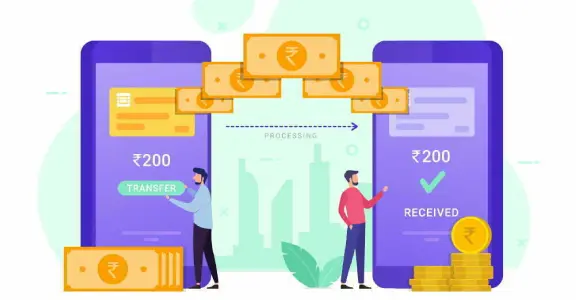 ₹
₹
₹
₹200
TRANSFER
PROCESSING
₹200
RECEIVED
₹
₹